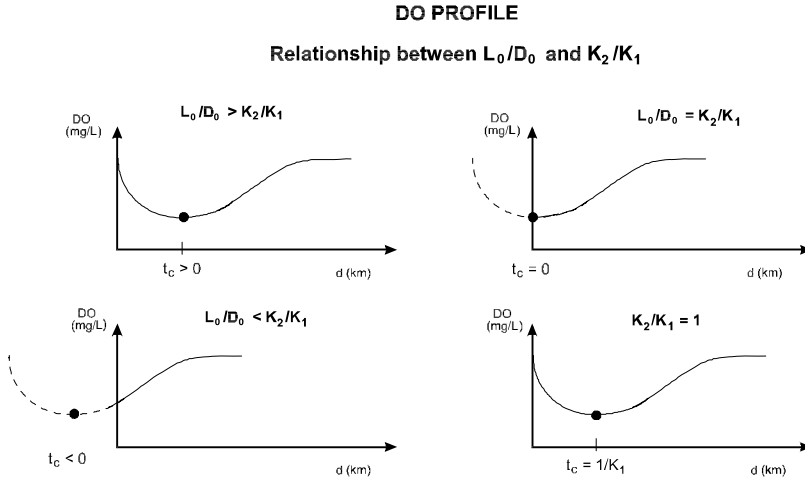 DO PROFILE
Relationship between L₀/D₀ and K₂/K₁
DO
(mg/L)
L₀/D₀ > K₂/K₁
t꜀ > 0
d (km)
DO
(mg/L)
L₀/D₀ = K₂/K₁
t꜀ = 0
d (km)
DO
(mg/L)
L₀/D₀ < K₂/K₁
t꜀ < 0
d (km)
DO
(mg/L)
K₂/K₁ = 1
t꜀ = 1/K₁
d (km)